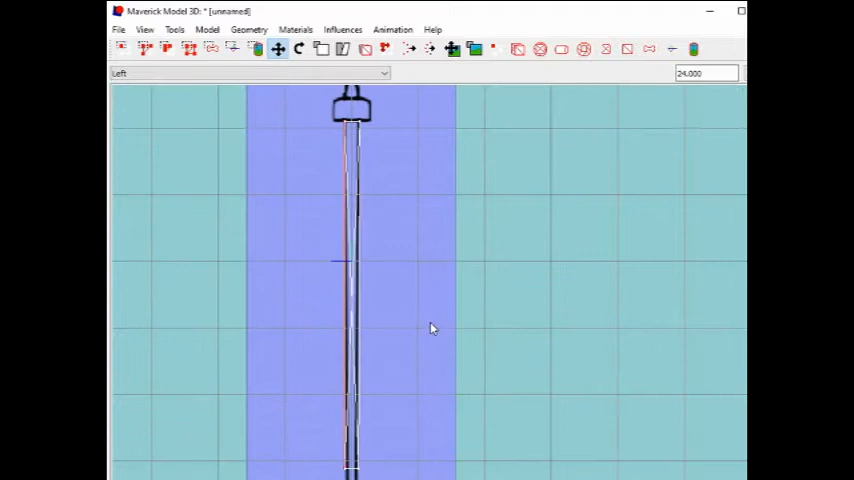 Maverick Model 3D: * [unnamed]
File View Tools Model Geometry Materials Influences Animation Help
Left 24.000